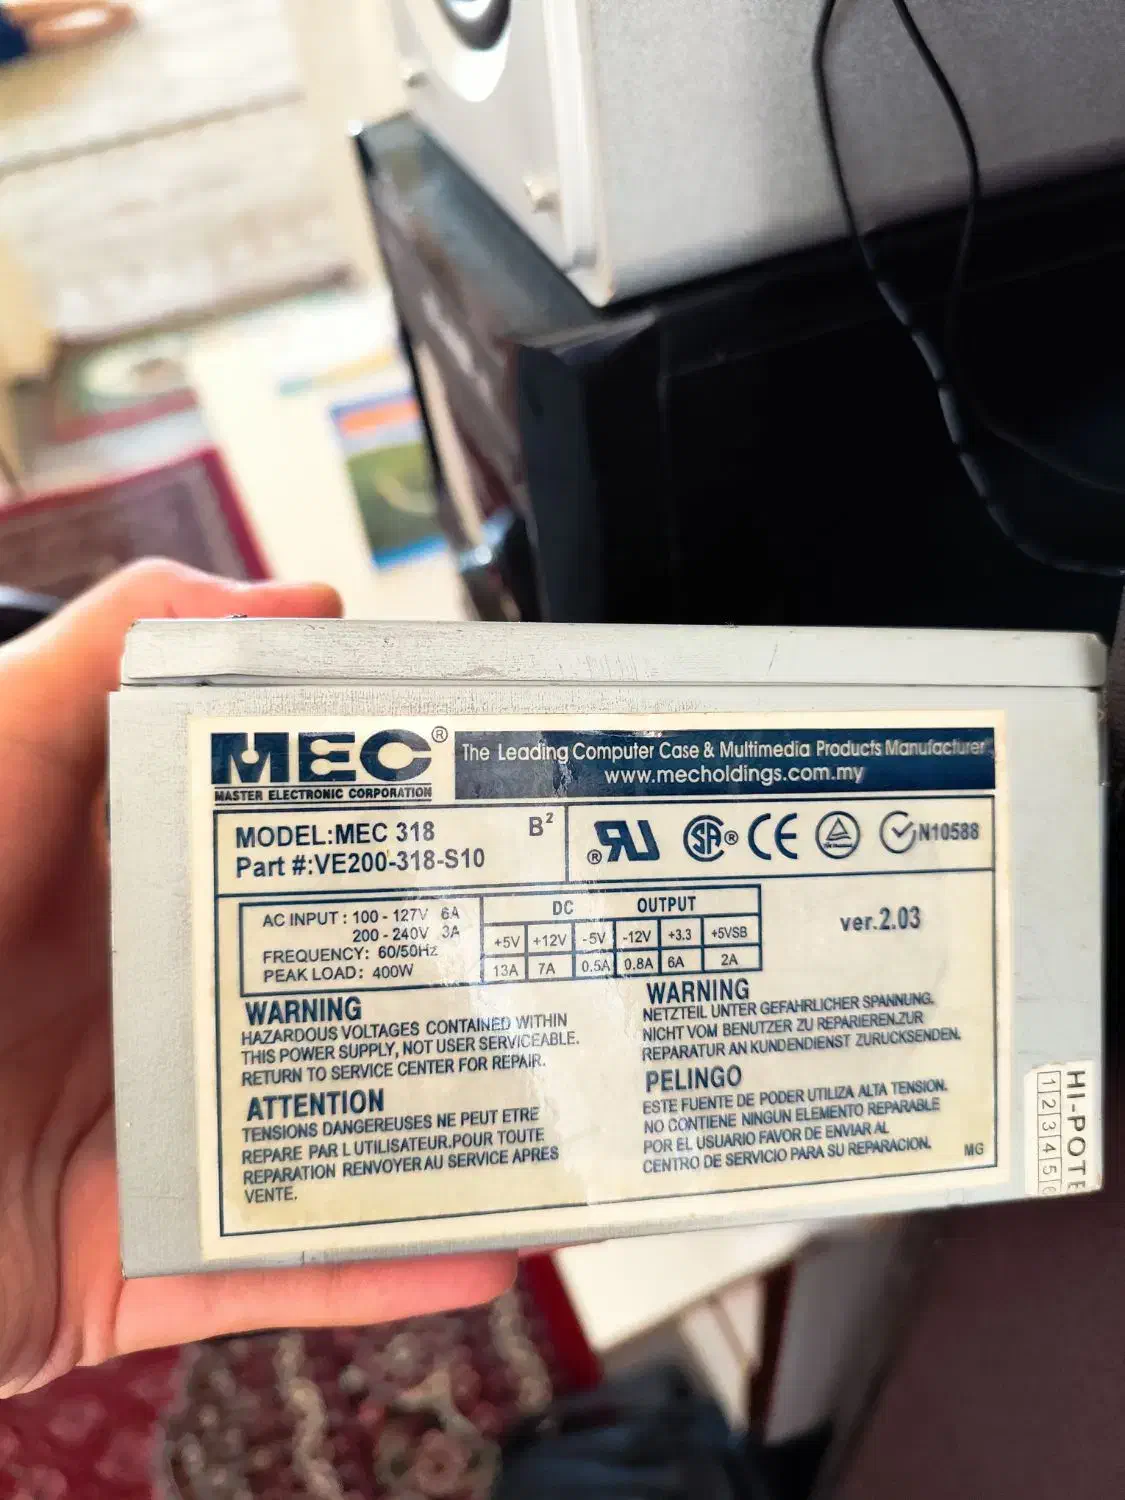 MEC®
MASTER ELECTRONIC CORPORATION
The Leading Computer Case & Multimedia Products Manufacturer
www.mecholdings.com.my
MODEL:MEC 318
Part #:VE200-318-S10
B²
® RU SA® CE
N10588
AC INPUT : 100 - 127V 6A
200 - 240V 3A
FREQUENCY: 60/50Hz
PEAK LOAD: 400W
DC OUTPUT
+5V +12V -5V -12V +3.3 +5VSB
13A 7A 0.5A 0.8A 6A 2A
ver.2.03
WARNING
HAZARDOUS VOLTAGES CONTAINED WITHIN
THIS POWER SUPPLY, NOT USER SERVICEABLE.
RETURN TO SERVICE CENTER FOR REPAIR.
ATTENTION
TENSIONS DANGEREUSES NE PEUT ETRE
REPARE PAR L UTILISATEUR.POUR TOUTE
REPARATION RENVOYER AU SERVICE APRES
VENTE.
WARNING
NETZTEIL UNTER GEFAHRLICHER SPANNUNG.
NICHT VOM BENUTZER ZU REPARIEREN.ZUR
REPARATUR AN KUNDENDIENST ZURUCKSENDEN.
PELINGO
ESTE FUENTE DE PODER UTILIZA ALTA TENSION.
NO CONTIENE NINGUN ELEMENTO REPARABLE
POR EL USUARIO FAVOR DE ENVIAR AL
CENTRO DE SERVICIO PARA SU REPARACION.
MG
HI-POTE
1 2 3 4 5 6